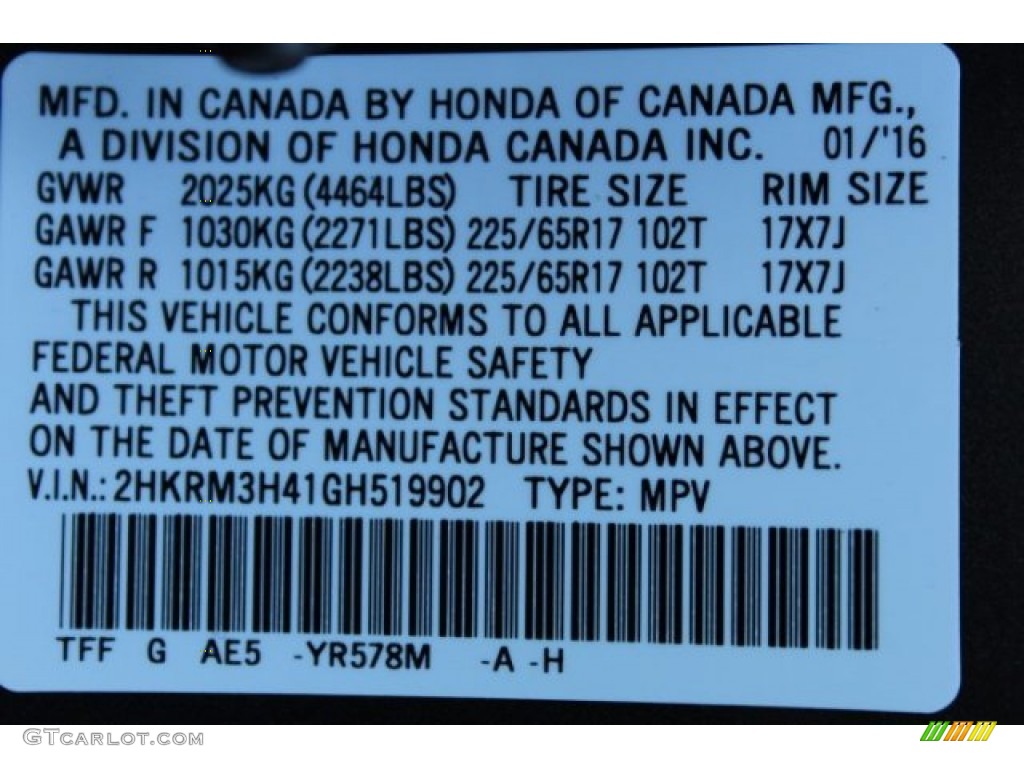 MFD. IN CANADA BY HONDA OF CANADA MFG.,
A DIVISION OF HONDA CANADA INC. 01/'16
GVWR 2025KG (4464LBS) TIRE SIZE RIM SIZE
GAWR F 1030KG (2271LBS) 225/65R17 102T 17X7J
GAWR R 1015KG (2238LBS) 225/65R17 102T 17X7J
THIS VEHICLE CONFORMS TO ALL APPLICABLE
FEDERAL MOTOR VEHICLE SAFETY
AND THEFT PREVENTION STANDARDS IN EFFECT
ON THE DATE OF MANUFACTURE SHOWN ABOVE.
V.I.N.: 2HKRM3H41GH519902 TYPE: MPV
TFF G AE5 -YR578M -A -H
GTCARLOT.COM